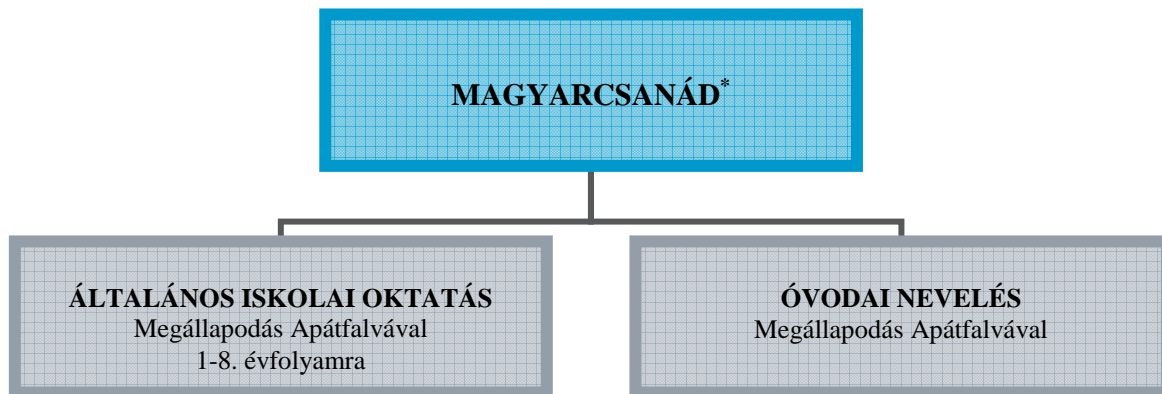 MAGYARCSANÁD*
ÁLTALÁNOS ISKOLAI OKTATÁS
Megállapodás Apátfalvával
1-8. évfolyamra
ÓVODAI NEVELÉS
Megállapodás Apátfalvával